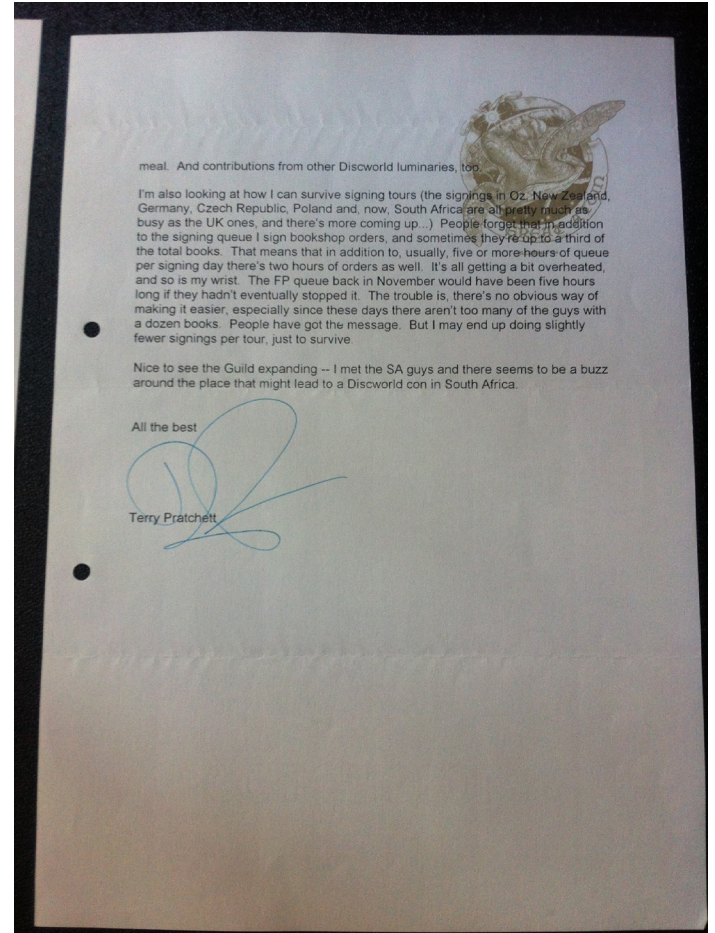 meal.  And contributions from other Discworld luminaries, too.
I'm also looking at how I can survive signing tours (the signings in Oz, New Zealand,
Germany, Czech Republic, Poland and, now, South Africa are all pretty much as
busy as the UK ones, and there's more coming up...)  People forget that in addition
to the signing queue I sign bookshop orders, and sometimes they're up to a third of
the total books.  That means that in addition to, usually, five or more hours of queue
per signing day there's two hours of orders as well.  It's all getting a bit overheated,
and so is my wrist.  The FP queue back in November would have been five hours
long if they hadn't eventually stopped it.  The trouble is, there's no obvious way of
making it easier, especially since these days there aren't too many of the guys with
a dozen books.  People have got the message.  But I may end up doing slightly
fewer signings per tour, just to survive.
Nice to see the Guild expanding -- I met the SA guys and there seems to be a buzz
around the place that might lead to a Discworld con in South Africa.
All the best
Terry Pratchett